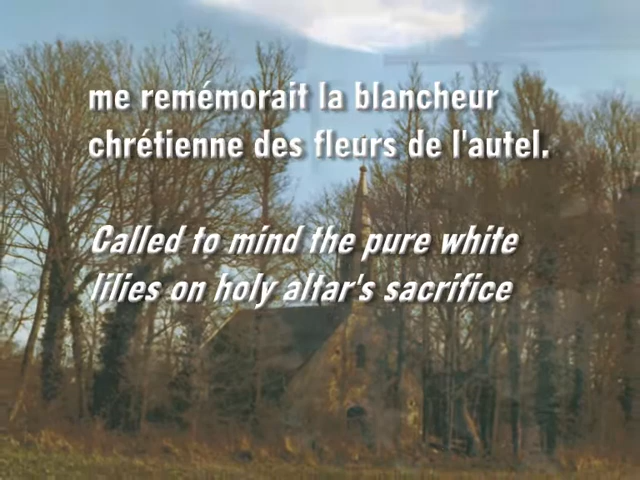 me remémorait la blancheur
chrétienne des fleurs de l'autel.
Called to mind the pure white
lilies on holy altar's sacrifice